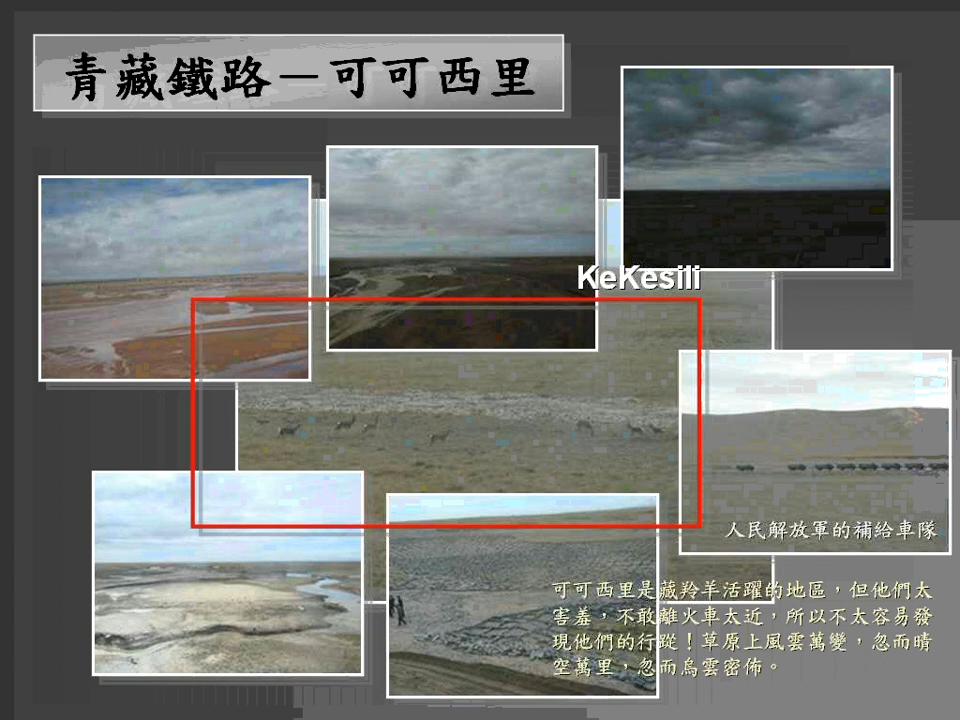 青藏鐵路－可可西里
KeKesili
人民解放軍的補給車隊
可可西里是藏羚羊活躍的地區，但他們太
害羞，不敢離火車太近，所以不太容易發
現他們的行蹤！草原上風雲萬變，忽而晴
空萬里，忽而烏雲密佈。